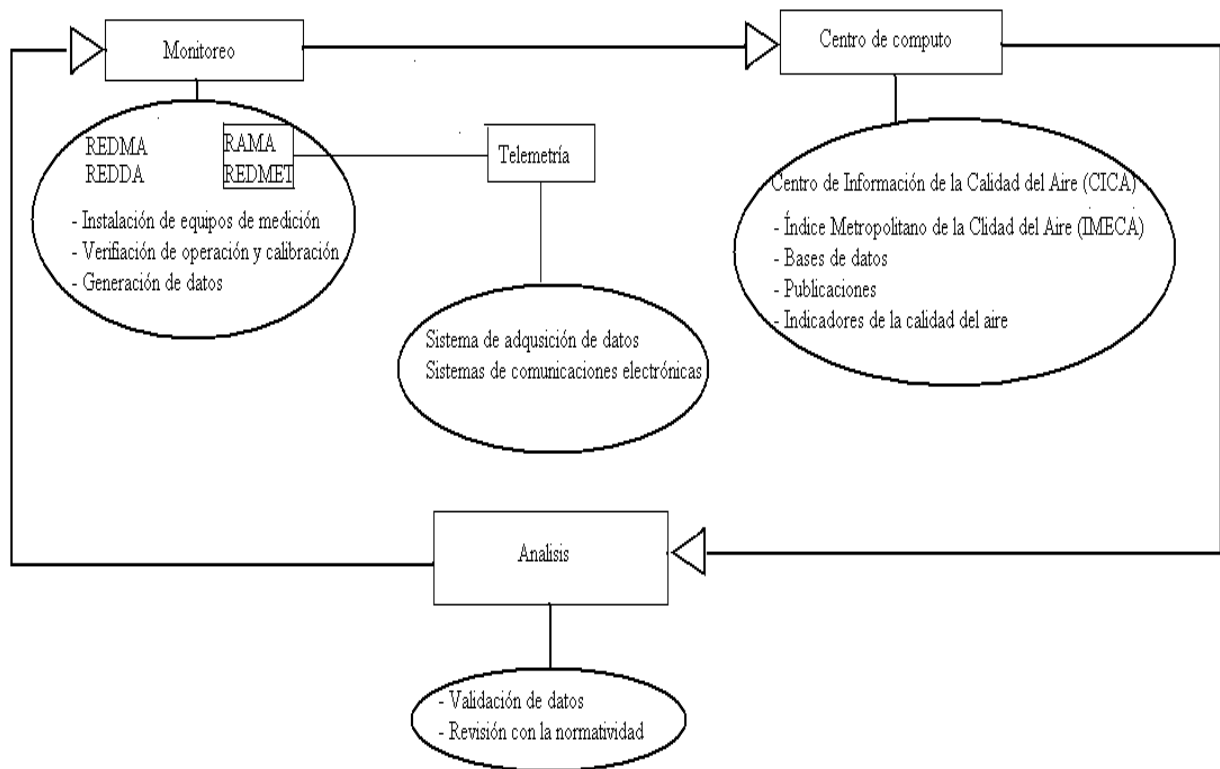 Monitoreo
Centro de computo
REDMA
REDDA
RAMA
REDMET
- Instalación de equipos de medición
- Verifiación de operación y calibración
- Generación de datos
Telemetría
Sistema de adqusición de datos
Sistemas de comunicaciones electrónicas
Centro de Información de la Calidad del Aire (CICA)
- Índice Metropolitano de la Clidad del Aire (IMECA)
- Bases de datos
- Publicaciones
- Indicadores de la calidad del aire
Analisis
- Validación de datos
- Revisión con la normatividad